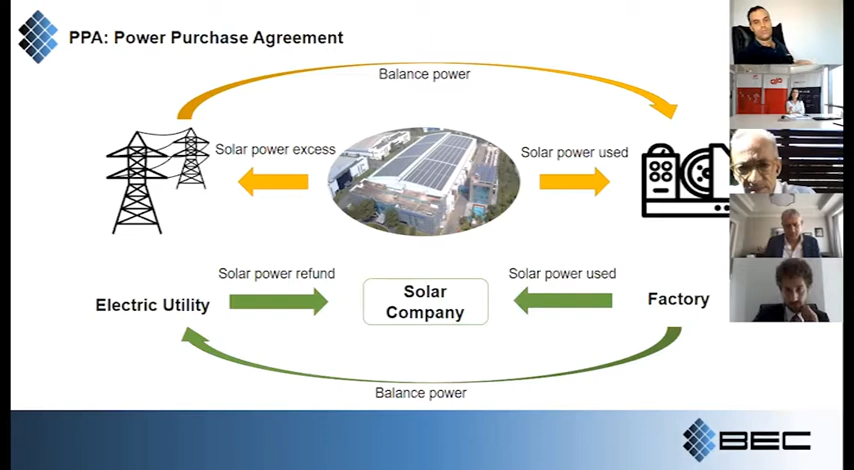 PPA: Power Purchase Agreement
Balance power
Solar power excess
Solar power used
Solar power refund
Solar power used
Electric Utility
Solar
Company
Factory
Balance power
BEC